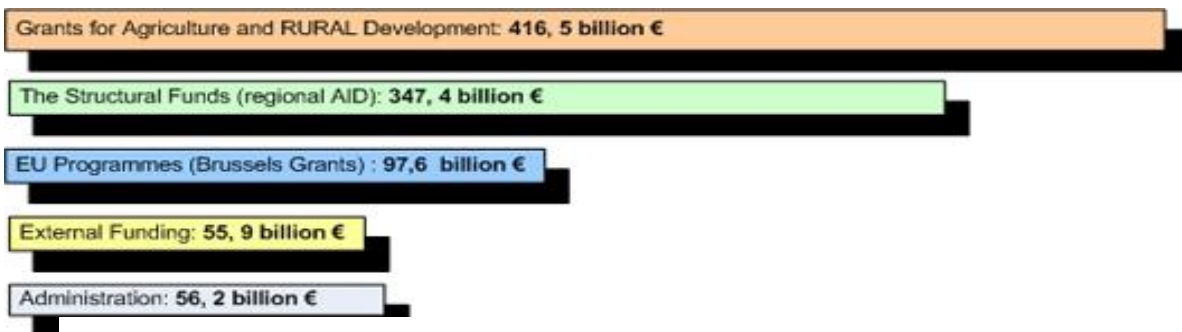 Grants for Agriculture and RURAL Development: 416, 5 billion €
The Structural Funds (regional AID): 347, 4 billion €
EU Programmes (Brussels Grants) : 97,6 billion €
External Funding: 55, 9 billion €
Administration: 56, 2 billion €